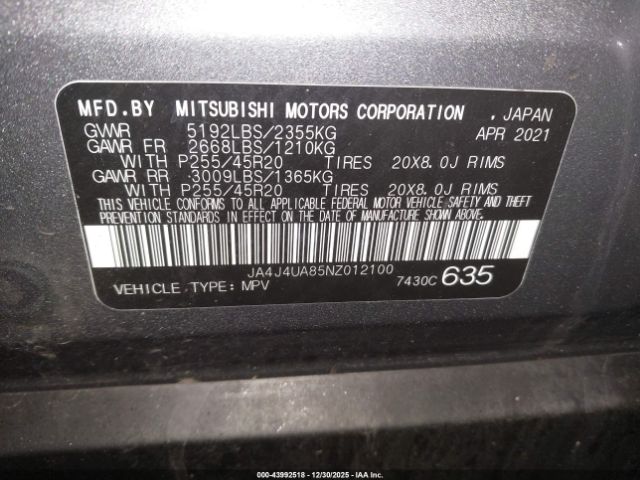 MFD.BY MITSUBISHI MOTORS CORPORATION , JAPAN
GVWR 5192LBS/2355KG APR 2021
GAWR FR 2668LBS/1210KG
WITH P255/45R20 TIRES 20X8.0J RIMS
GAWR RR 3009LBS/1365KG
WITH P255/45R20 TIRES 20X8.0J RIMS
THIS VEHICLE CONFORMS TO ALL APPLICABLE FEDERAL MOTOR VEHICLE SAFETY AND THEFT
PREVENTION STANDARDS IN EFFECT ON THE DATE OF MANUFACTURE SHOWN ABOVE.
JA4J4UA85NZ012100
VEHICLE TYPE: MPV 7430C 635
000-43992518 - 12/30/2025 - IAA Inc.